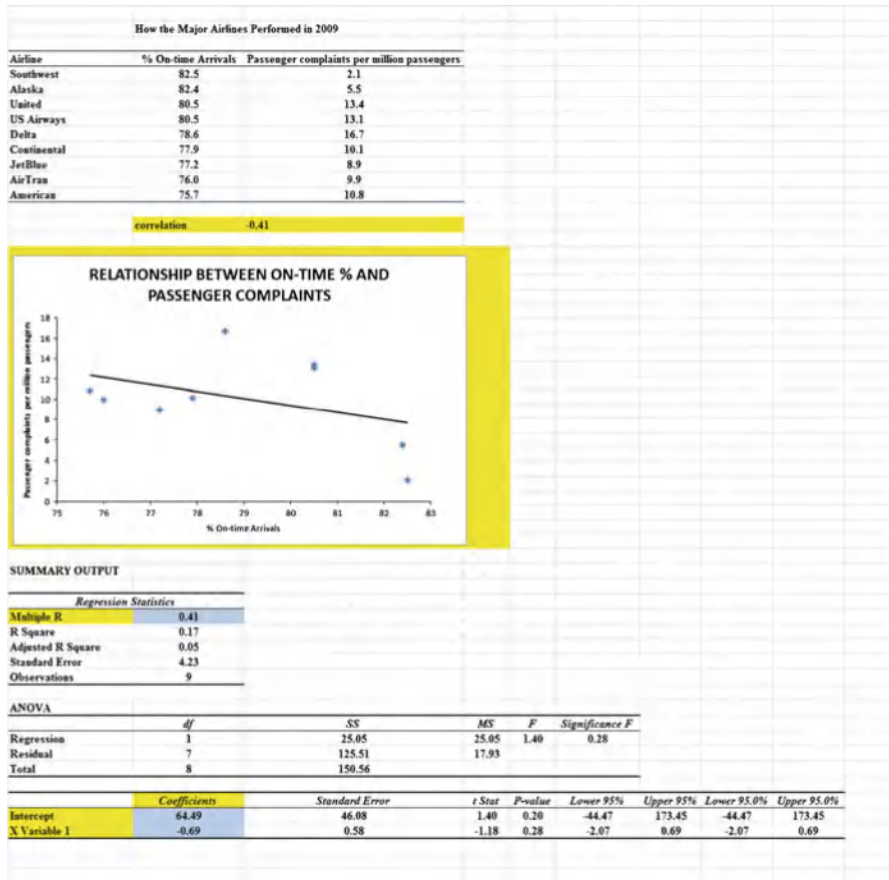 How the Major Airlines Performed in 2009
Airline % On-time Arrivals Passenger complaints per million passengers
Southwest 82.5 2.1
Alaska 82.4 5.5
United 80.5 13.4
US Airways 80.5 13.1
Delta 78.6 16.7
Continental 77.9 10.1
JetBlue 77.2 8.9
AirTran 76.0 9.9
American 75.7 10.8
correlation -0.41
RELATIONSHIP BETWEEN ON-TIME % AND
PASSENGER COMPLAINTS
Passenger complaints per million passengers
18
16
14
12
10
8
6
4
2
0
75 76 77 78 79 80 81 82 83
% On-time Arrivals
SUMMARY OUTPUT
Regression Statistics
Multiple R 0.41
R Square 0.17
Adjusted R Square 0.05
Standard Error 4.23
Observations 9
ANOVA
df SS MS F Significance F
Regression 1 25.05 25.05 1.40 0.28
Residual 7 125.51 17.93
Total 8 150.56
Coefficients Standard Error t Stat P-value Lower 95% Upper 95% Lower 95.0% Upper 95.0%
Intercept 64.49 46.08 1.40 0.20 -44.47 173.45 -44.47 173.45
X Variable 1 -0.69 0.58 -1.18 0.28 -2.07 0.69 -2.07 0.69